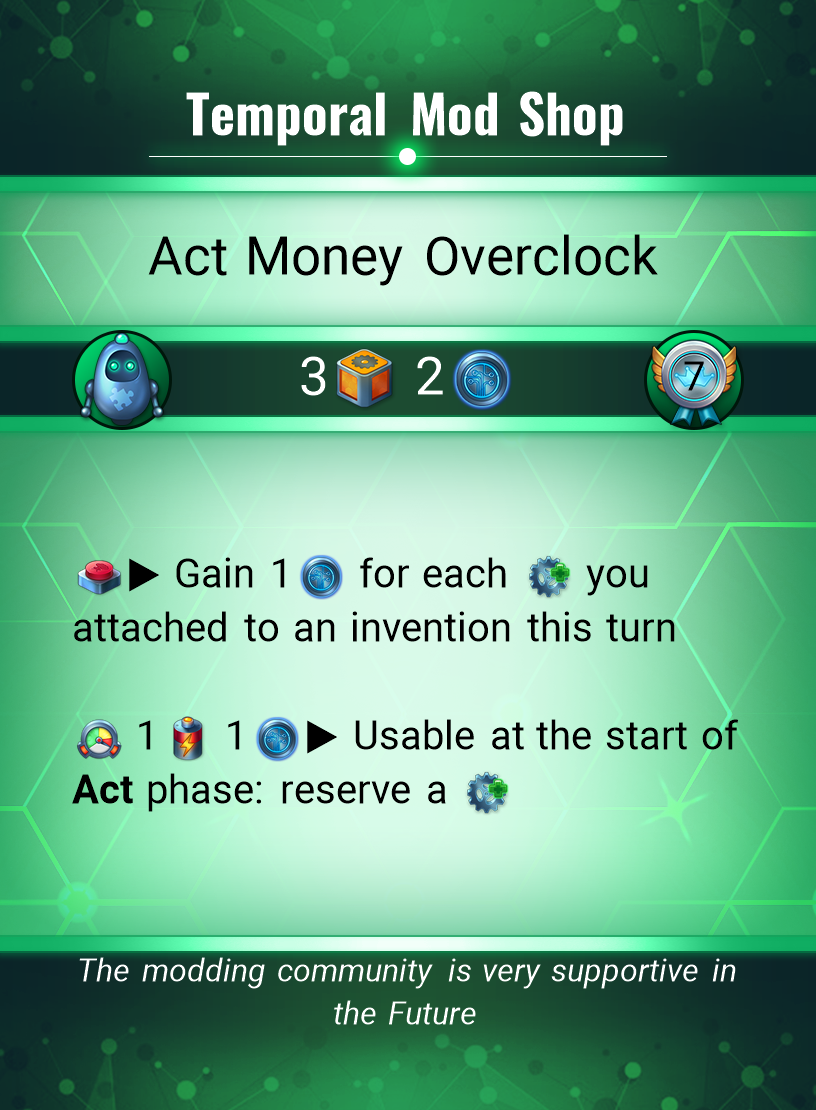 Temporal Mod Shop
Act Money Overclock
3 2 7
▶ Gain 1 for each you
attached to an invention this turn
1 1 ▶ Usable at the start of
Act phase: reserve a
The modding community is very supportive in
the Future